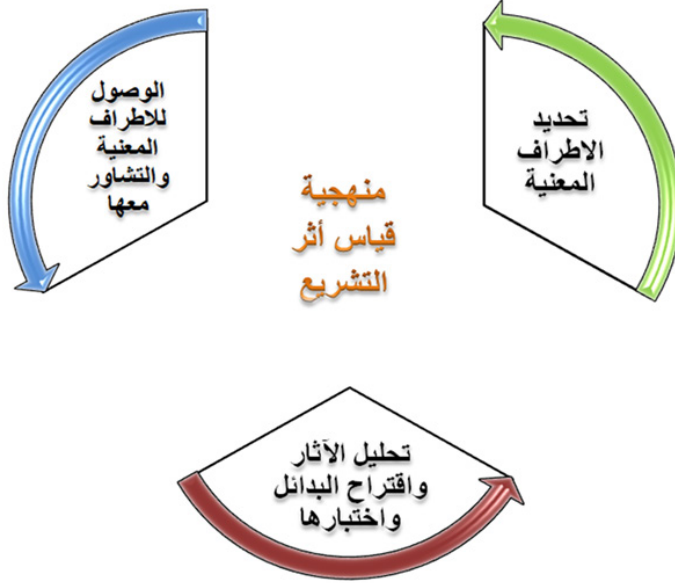 منهجية
قياس أثر
التشريع
تحديد
الاطراف
المعنية
الوصول
للاطراف
المعنية
والتشاور
معها
تحليل الآثار
واقتراح البدائل
واختبارها